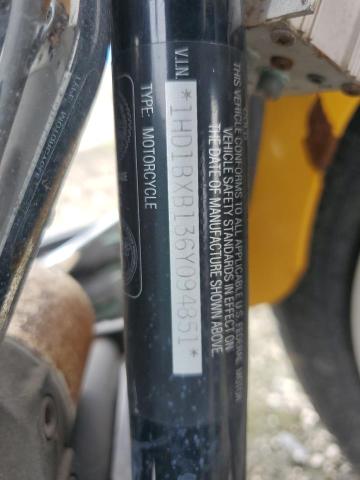 THIS VEHICLE CONFORMS TO ALL APPLICABLE U.S. FEDERAL MOTOR
VEHICLE SAFETY STANDARDS IN EFFECT ON
THE DATE OF MANUFACTURE SHOWN ABOVE
V.I.N.
*1HD1BXB136Y094851*
TYPE: MOTORCYCLE